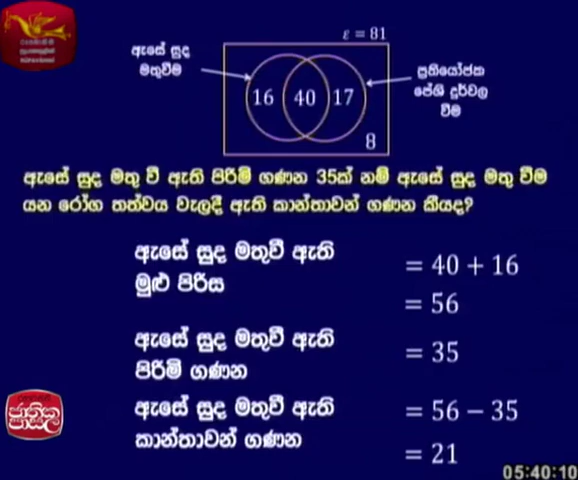 ε = 81
ඇසේ සුද
මතුවීම
ප්‍රතියෝජක
පේශි දුර්වල
වීම
16 40 17
8
ඇසේ සුද මතු වී ඇති පිරිමි ගණන 35ක් නම් ඇසේ සුද මතු වීම
යන රෝග තත්වය වැලදී ඇති කාන්තාවන් ගණන කීයද?
ඇසේ සුද මතුවී ඇති
මුළු පිරිස
= 40 + 16
= 56
ඇසේ සුද මතුවී ඇති
පිරිමි ගණන
= 35
ඇසේ සුද මතුවී ඇති
කාන්තාවන් ගණන
= 56 − 35
= 21
ජාතික
පාසල
05:40:10